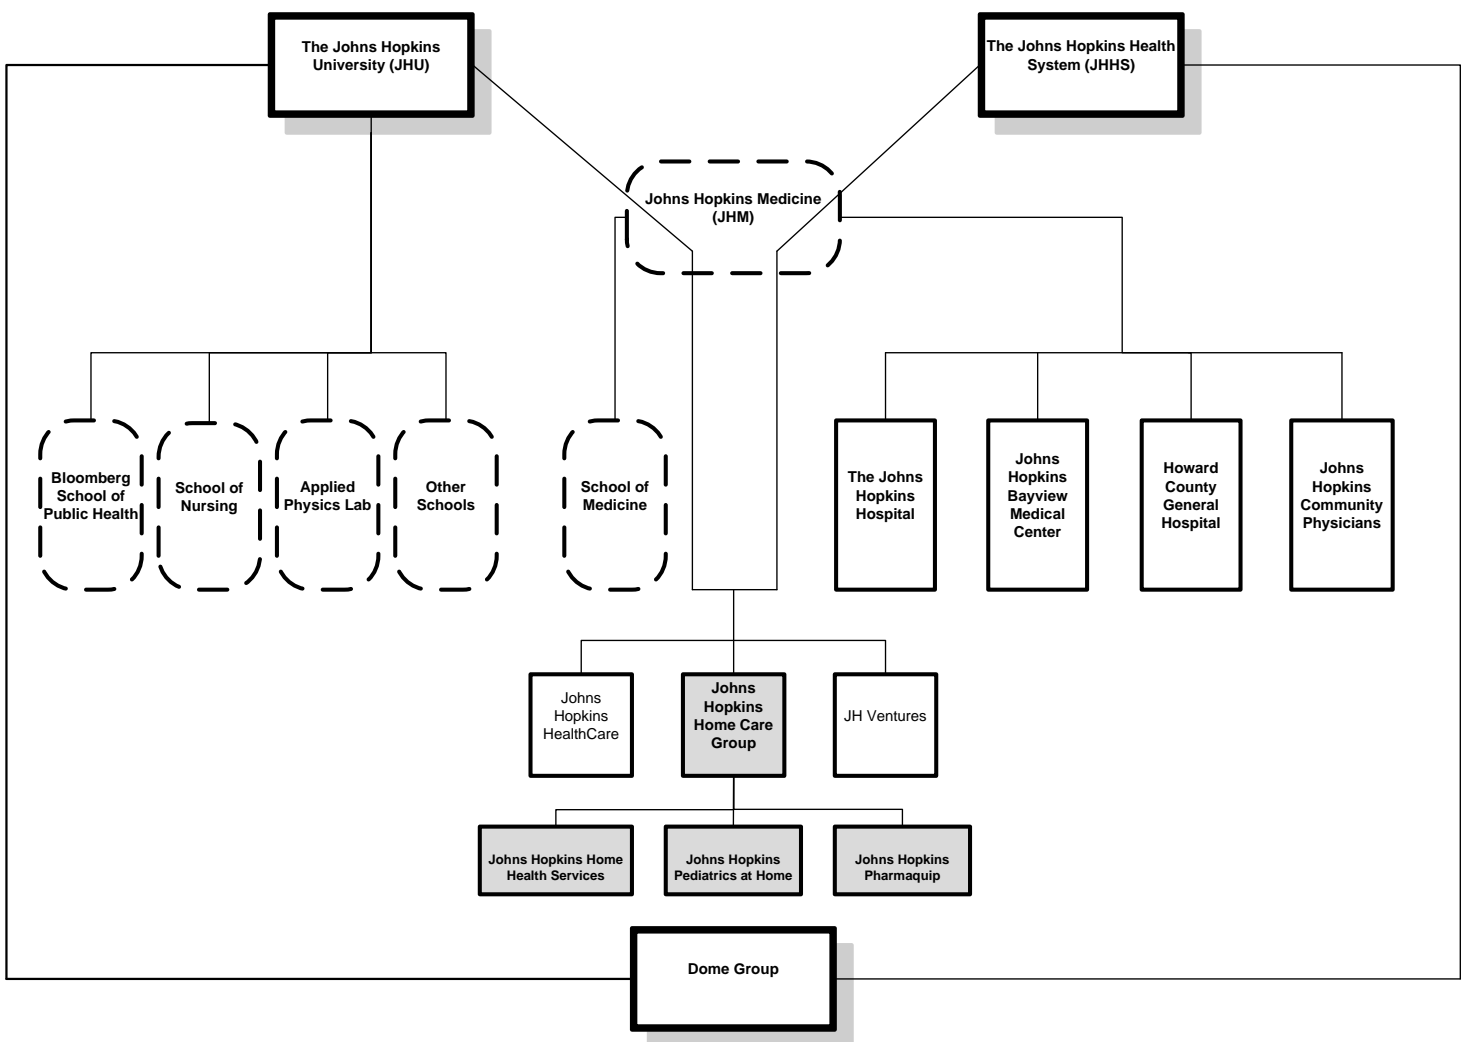 The Johns Hopkins
University (JHU)
The Johns Hopkins Health
System (JHHS)
Johns Hopkins Medicine
(JHM)
Bloomberg
School of
Public Health
School of
Nursing
Applied
Physics Lab
Other
Schools
School of
Medicine
The Johns
Hopkins
Hospital
Johns
Hopkins
Bayview
Medical
Center
Howard
County
General
Hospital
Johns
Hopkins
Community
Physicians
Johns
Hopkins
HealthCare
Johns
Hopkins
Home Care
Group
JH Ventures
Johns Hopkins Home
Health Services
Johns Hopkins
Pediatrics at Home
Johns Hopkins
Pharmaquip
Dome Group